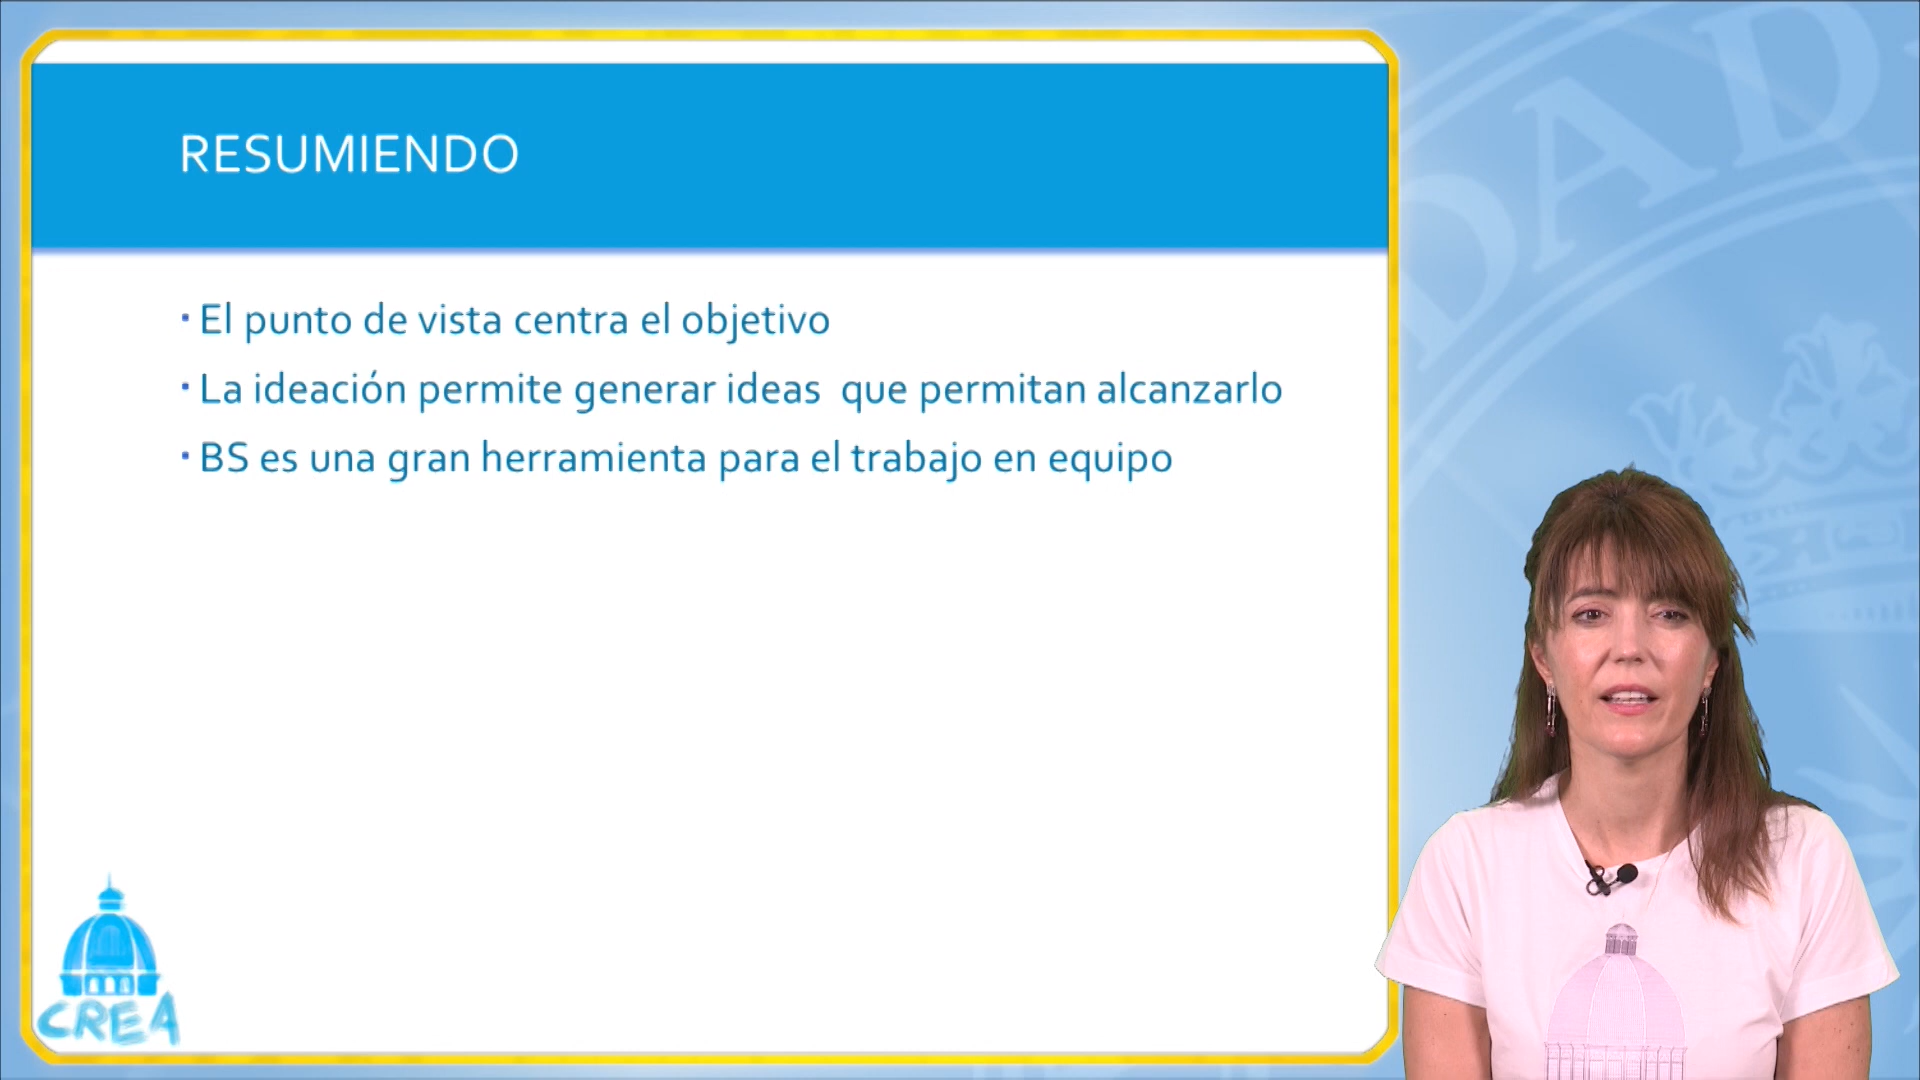 RESUMIENDO
El punto de vista centra el objetivo
La ideación permite generar ideas que permitan alcanzarlo
BS es una gran herramienta para el trabajo en equipo
CREA
DAD